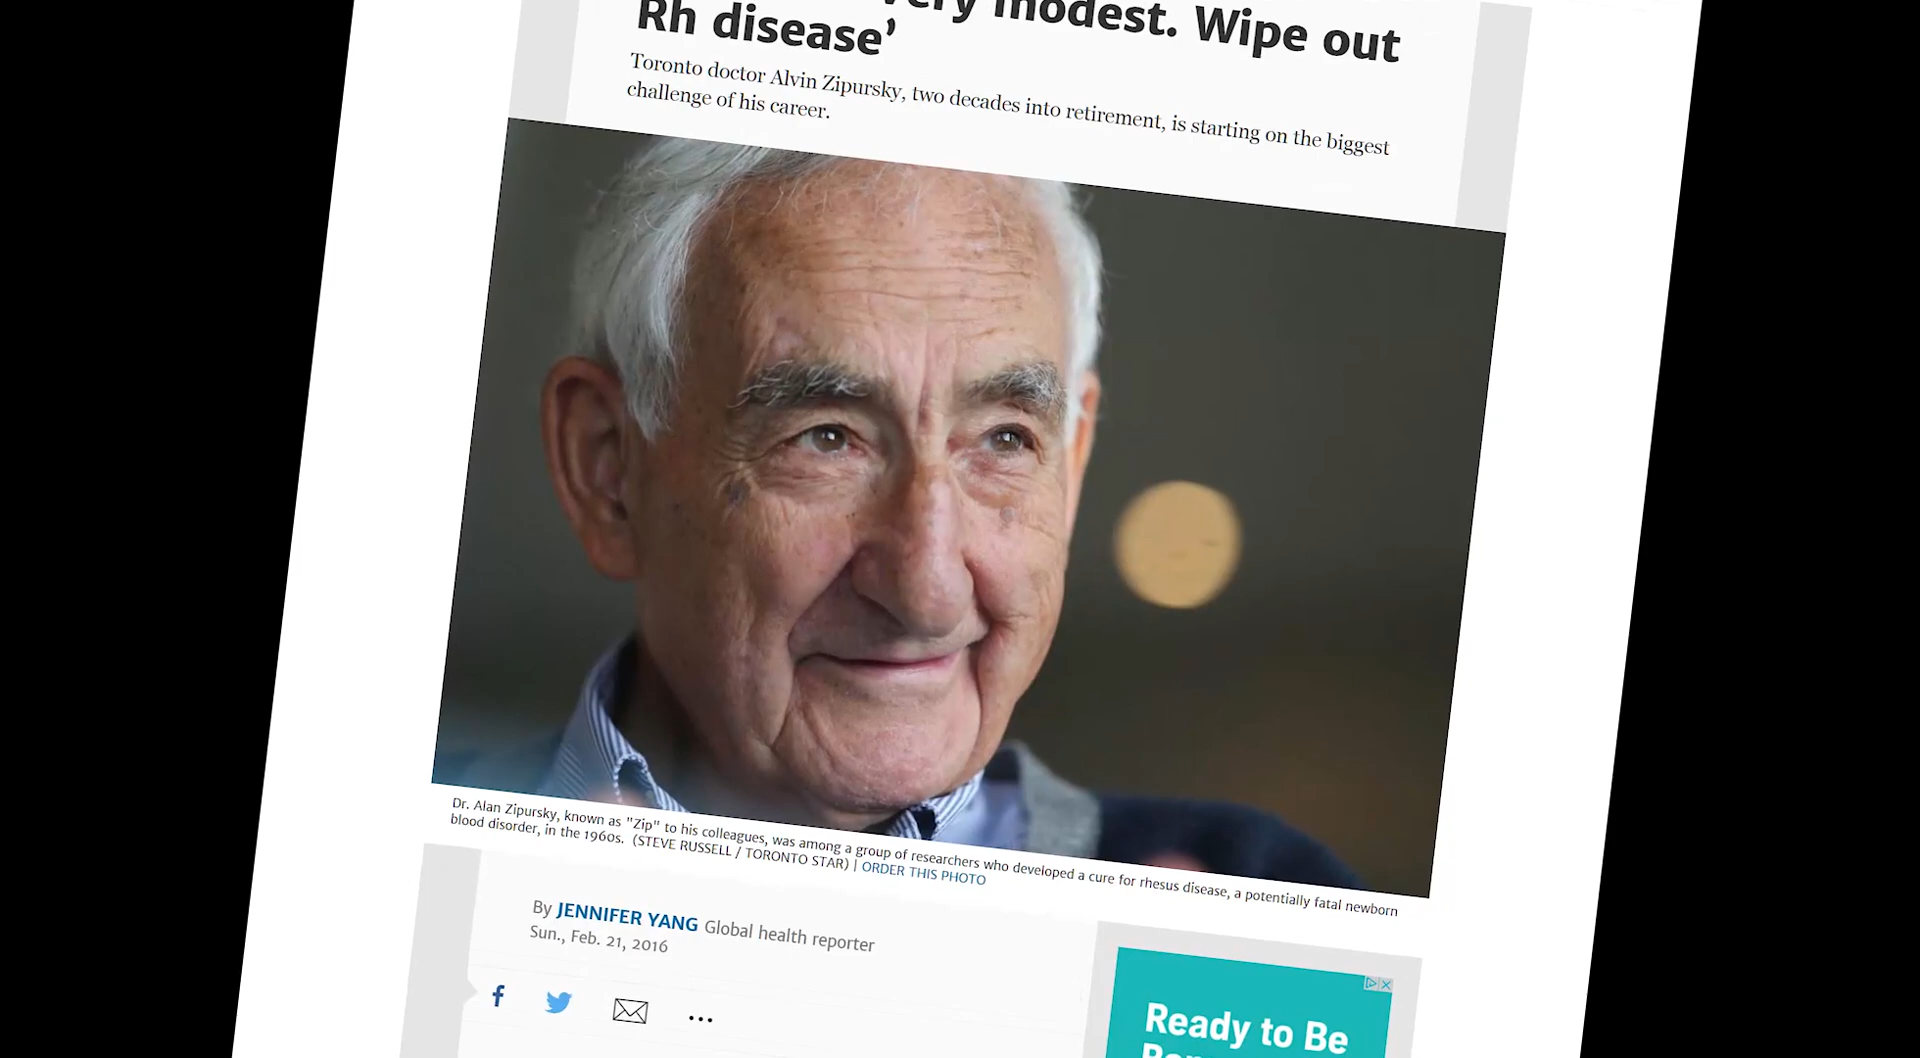 very modest. Wipe out
Rh disease’
Toronto doctor Alvin Zipursky, two decades into retirement, is starting on the biggest
challenge of his career.
Dr. Alan Zipursky, known as "Zip" to his colleagues, was among a group of researchers who developed a cure for rhesus disease, a potentially fatal newborn
blood disorder, in the 1960s. (STEVE RUSSELL / TORONTO STAR) | ORDER THIS PHOTO
By JENNIFER YANG Global health reporter
Sun., Feb. 21, 2016
Ready to Be